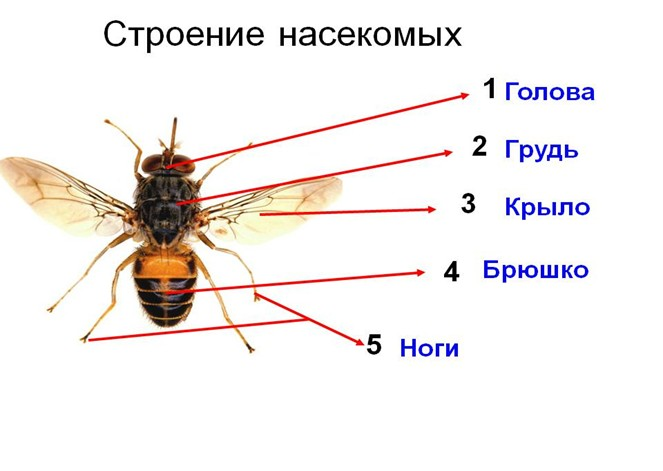 Строение насекомых
1 Голова
2 Грудь
3 Крыло
4 Брюшко
5 Ноги